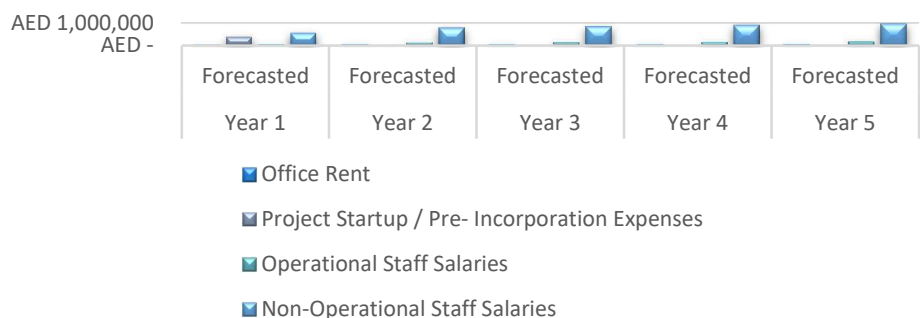 AED 1,000,000
AED -
Forecasted Forecasted Forecasted Forecasted Forecasted
Year 1 Year 2 Year 3 Year 4 Year 5
Office Rent
Project Startup / Pre- Incorporation Expenses
Operational Staff Salaries
Non-Operational Staff Salaries